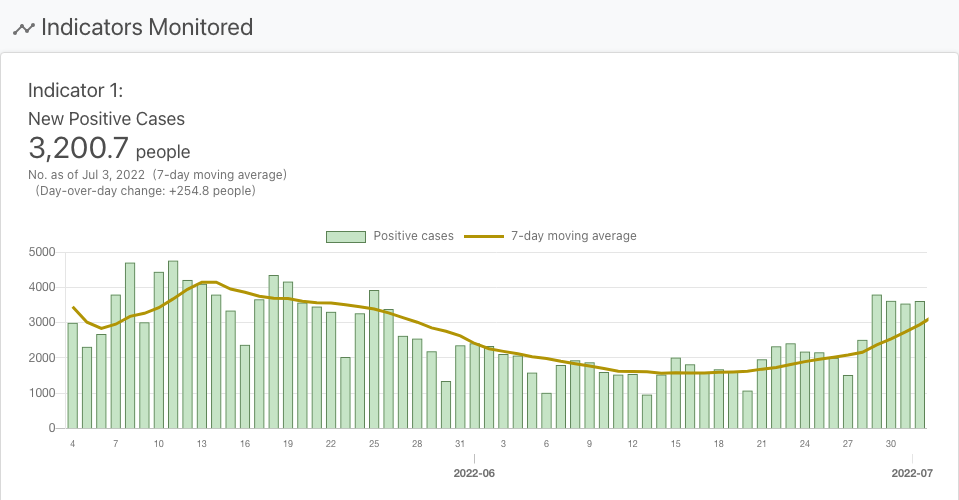 Indicators Monitored
Indicator 1:
New Positive Cases
3,200.7 people
No. as of Jul 3, 2022 (7-day moving average)
(Day-over-day change: +254.8 people)
Positive cases 7-day moving average
5000
4000
3000
2000
1000
0
4 7 10 13 16 19 22 25 28 31 3 6 9 12 15 18 21 24 27 30
2022-06 2022-07